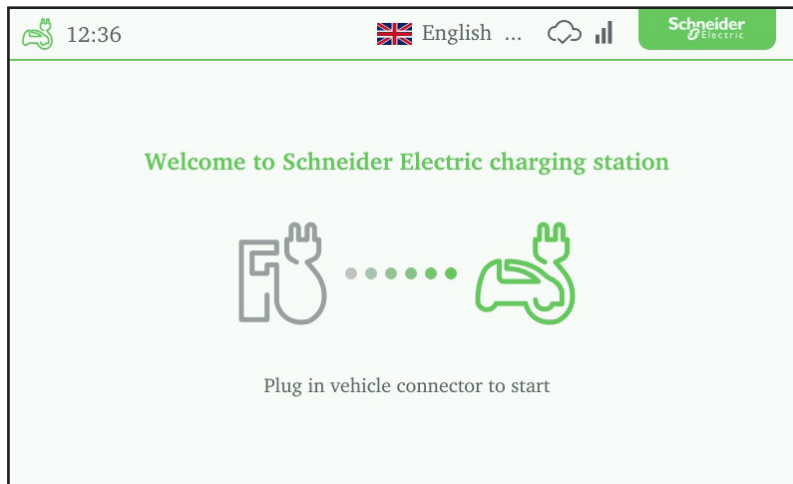 12:36 English ... Schneider Electric
Welcome to Schneider Electric charging station
Plug in vehicle connector to start